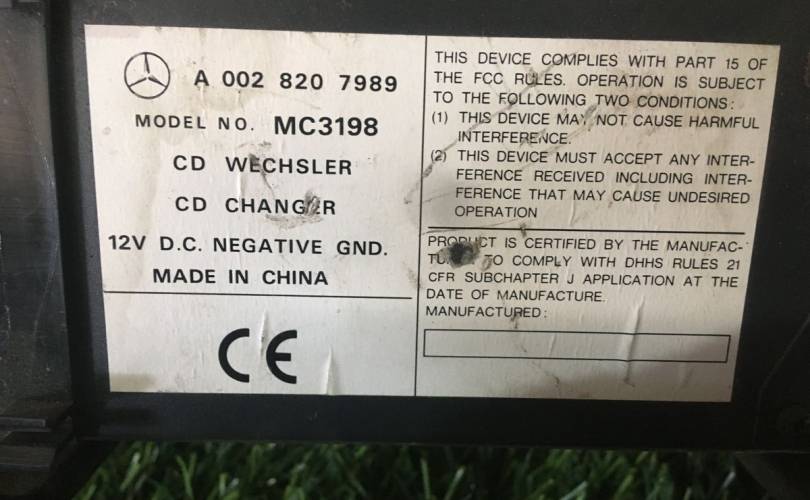 A 002 820 7989
MODEL NO. MC3198
CD WECHSLER
CD CHANGER
12V D.C. NEGATIVE GND.
MADE IN CHINA
CE
THIS DEVICE COMPLIES WITH PART 15 OF
THE FCC RULES. OPERATION IS SUBJECT
TO THE FOLLOWING TWO CONDITIONS:
(1) THIS DEVICE MAY NOT CAUSE HARMFUL
INTERFERENCE.
(2) THIS DEVICE MUST ACCEPT ANY INTER-
FERENCE RECEIVED INCLUDING INTER-
FERENCE THAT MAY CAUSE UNDESIRED
OPERATION
PRODUCT IS CERTIFIED BY THE MANUFAC-
TO COMPLY WITH DHHS RULES 21
CFR SUBCHAPTER J APPLICATION AT THE
DATE OF MANUFACTURE.
MANUFACTURED: